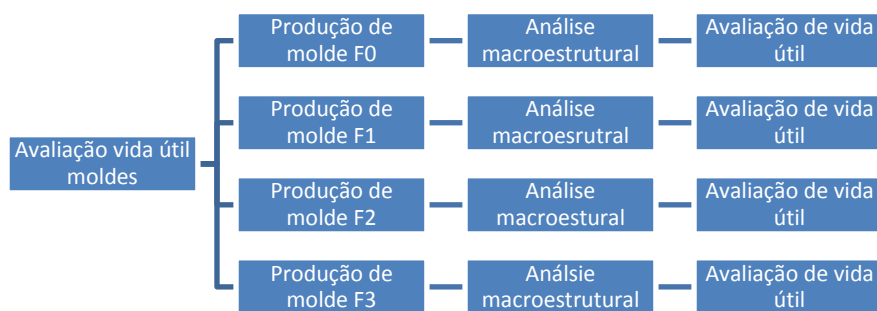 Produção de
molde F0
Análise
macroestrutural
Avaliação de vida
útil
Produção de
molde F1
Análise
macroesrutral
Avaliação de vida
útil
Avaliação vida útil
moldes
Produção de
molde F2
Análise
macroestural
Avaliação de vida
útil
Produção de
molde F3
Análsie
macroestrutural
Avaliação de vida
útil